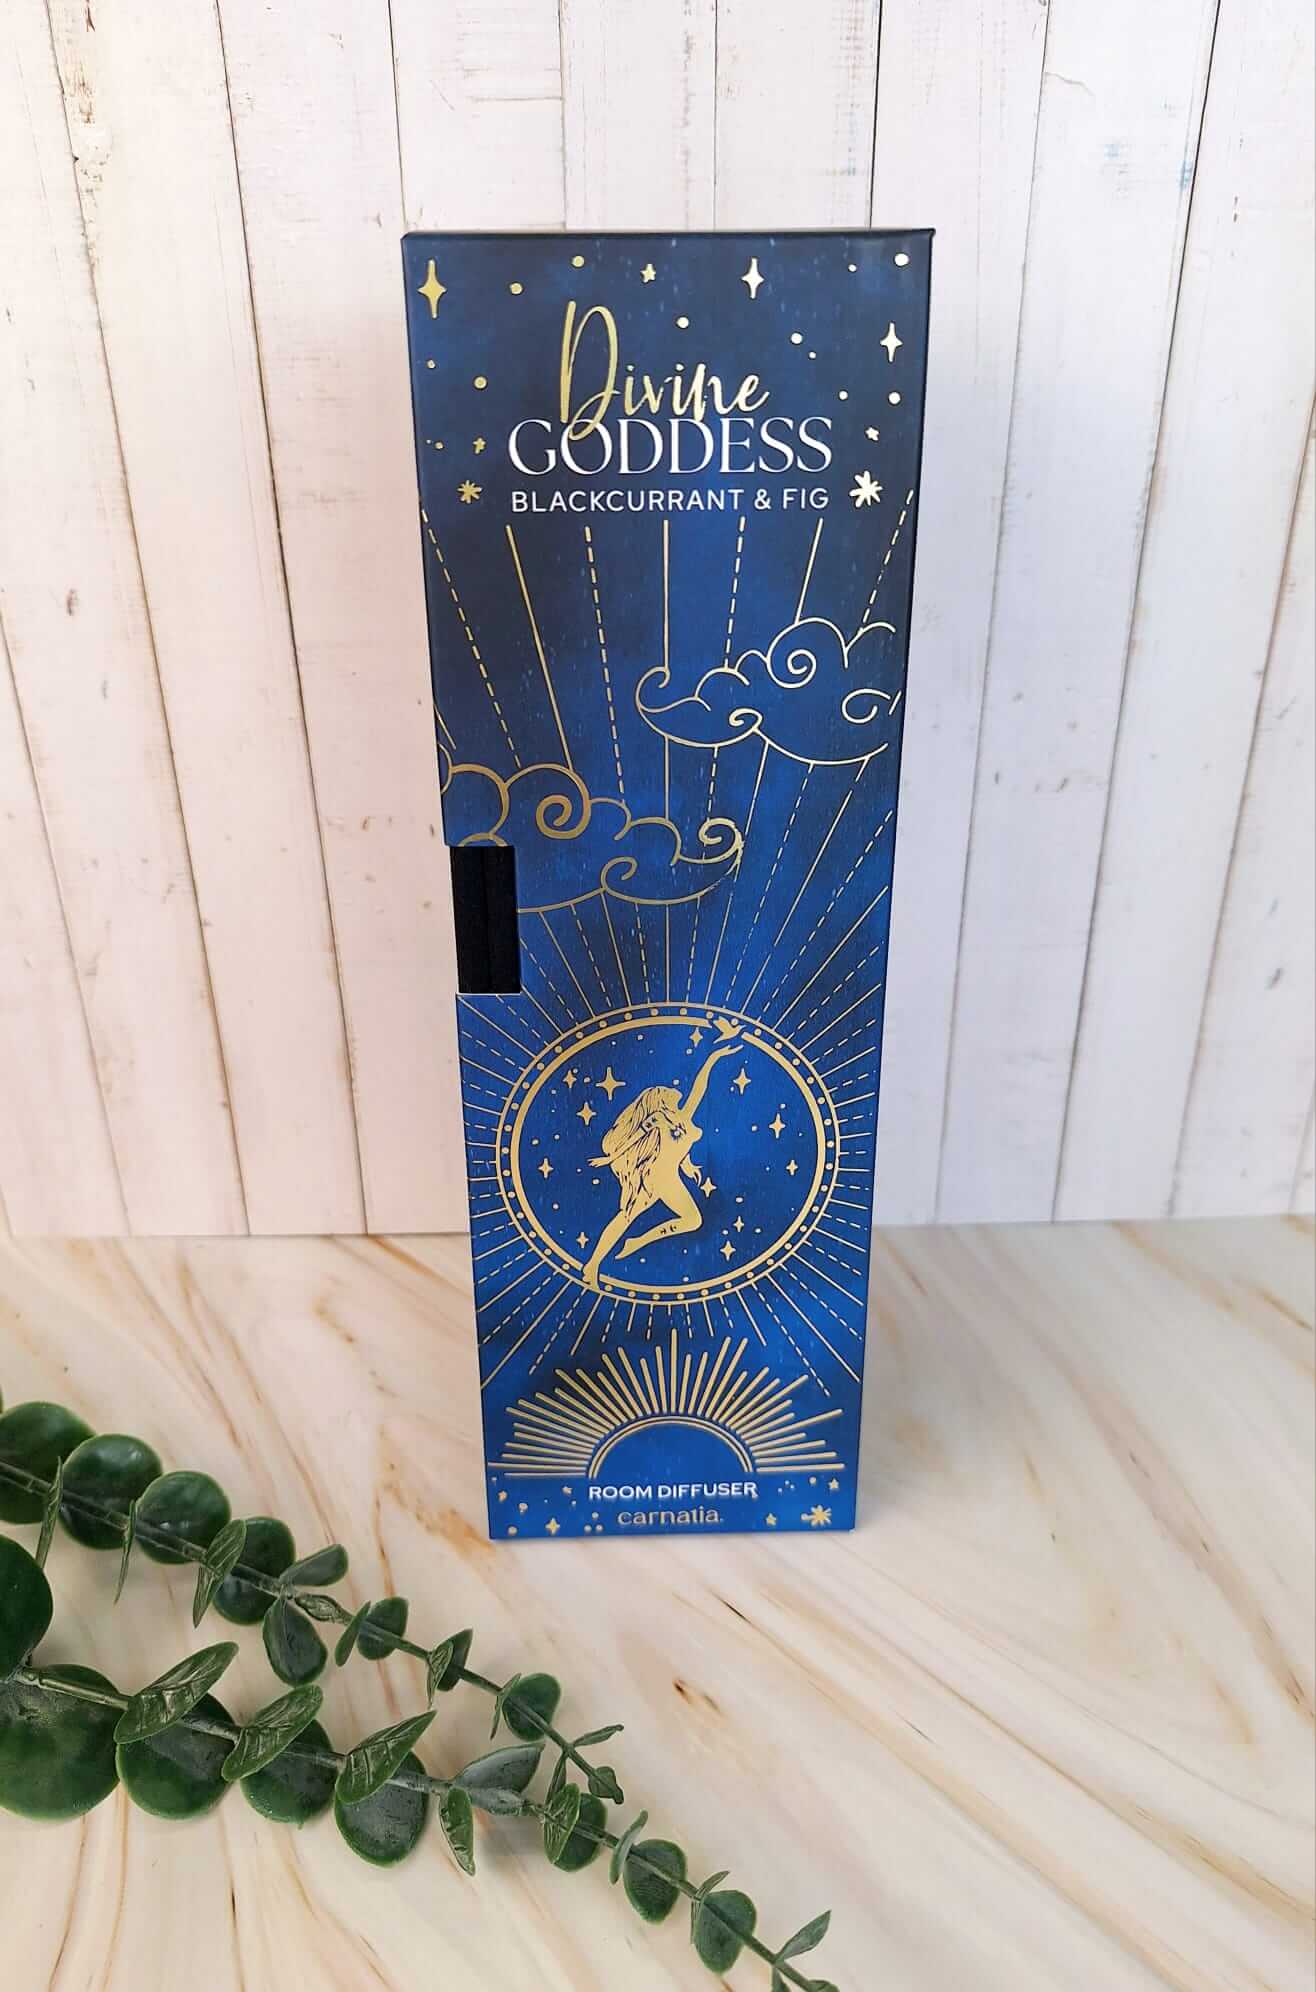 Divine
GODDESS
BLACKCURRANT & FIG
ROOM DIFFUSER
carnatia